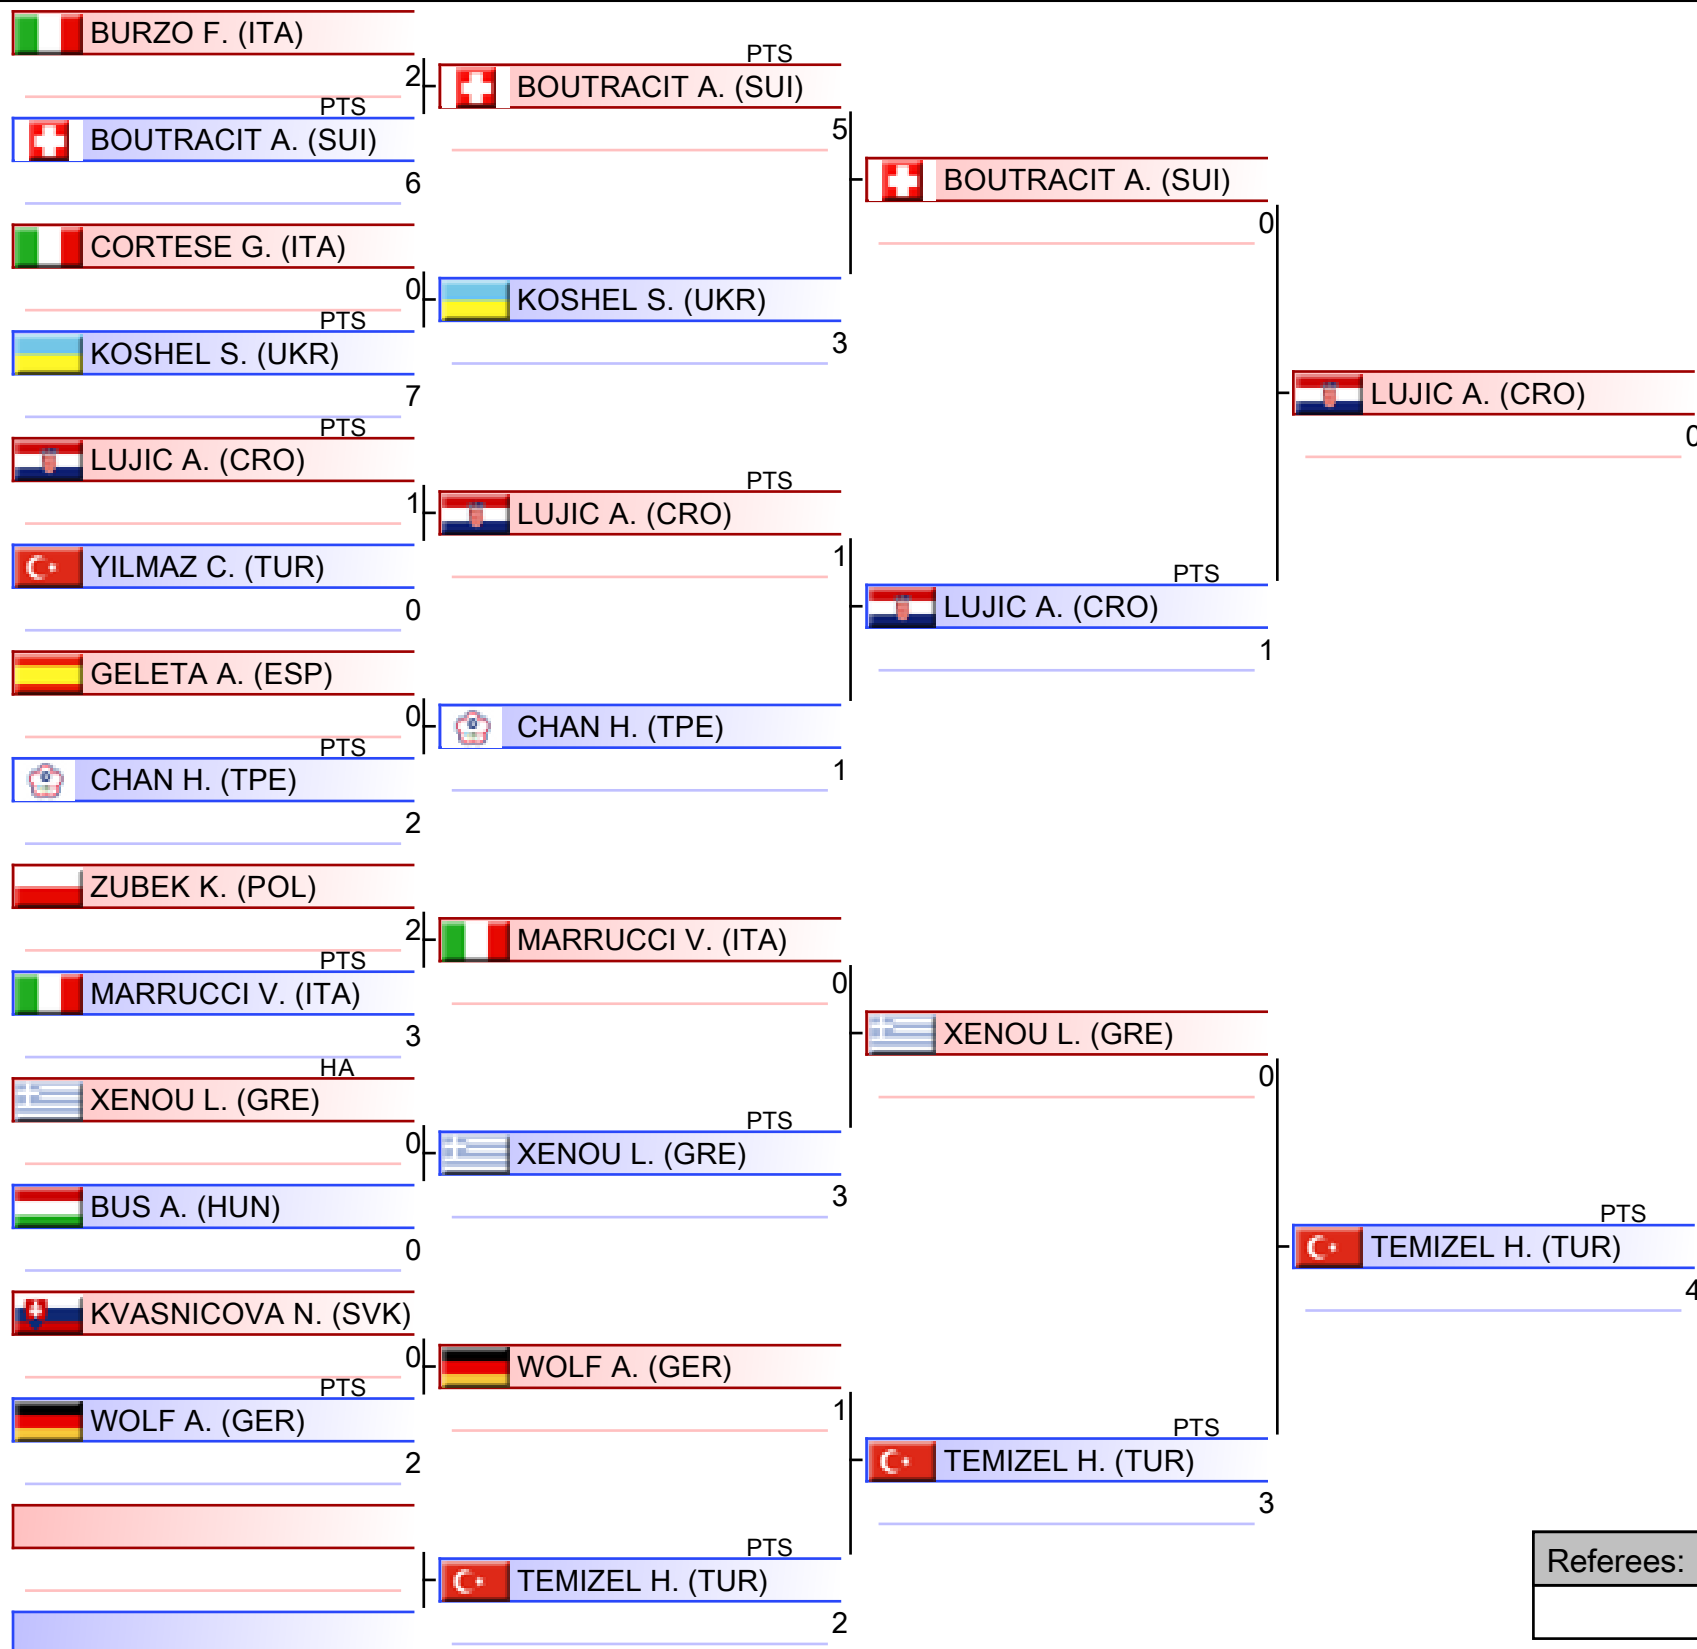 BURZO F. (ITA)
2
PTS
BOUTRACIT A. (SUI)
6
CORTESE G. (ITA)
0
PTS
KOSHEL S. (UKR)
7
PTS
LUJIC A. (CRO)
1
YILMAZ C. (TUR)
0
GELETA A. (ESP)
0
PTS
CHAN H. (TPE)
2
ZUBEK K. (POL)
2
PTS
MARRUCCI V. (ITA)
3
HA
XENOU L. (GRE)
0
BUS A. (HUN)
0
KVASNICOVA N. (SVK)
0
PTS
WOLF A. (GER)
2
PTS
BOUTRACIT A. (SUI)
5
KOSHEL S. (UKR)
3
PTS
LUJIC A. (CRO)
1
CHAN H. (TPE)
1
MARRUCCI V. (ITA)
0
PTS
XENOU L. (GRE)
3
WOLF A. (GER)
1
PTS
TEMIZEL H. (TUR)
2
BOUTRACIT A. (SUI)
0
PTS
LUJIC A. (CRO)
1
XENOU L. (GRE)
0
PTS
TEMIZEL H. (TUR)
3
LUJIC A. (CRO)
0
PTS
TEMIZEL H. (TUR)
4
Referees: